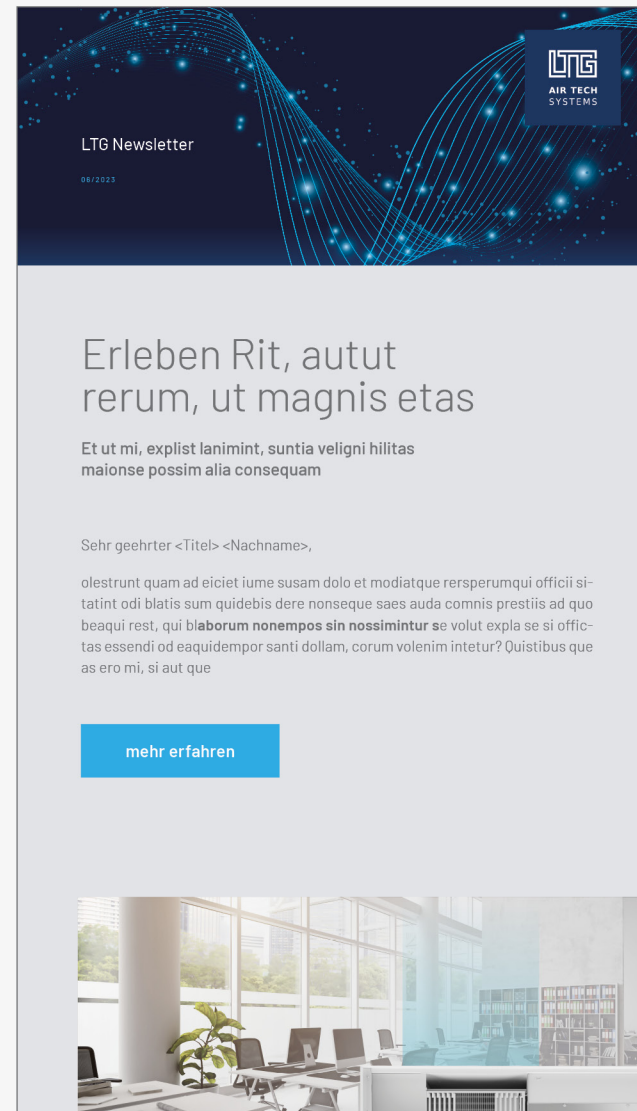 LTG
AIR TECH
SYSTEMS
LTG Newsletter
06/2023
Erleben Rit, autut
rerum, ut magnis etas
Et ut mi, explist lanimint, suntia veligni hilitas
maionse possim alia consequam
Sehr geehrter <Titel> <Nachname>,
olestrunt quam ad eiciet iume susam dolo et modiatque rersperumqui officii si-
tatint odi blatis sum quidebis dere nonseque saes auda comnis prestiis ad quo
beaqui rest, qui blaborum nonempos sin nossimintur se volut expla se si offic-
tas essendi od eaquidempor santi dollam, corum volenim intetur? Quistibus que
as ero mi, si aut que
mehr erfahren